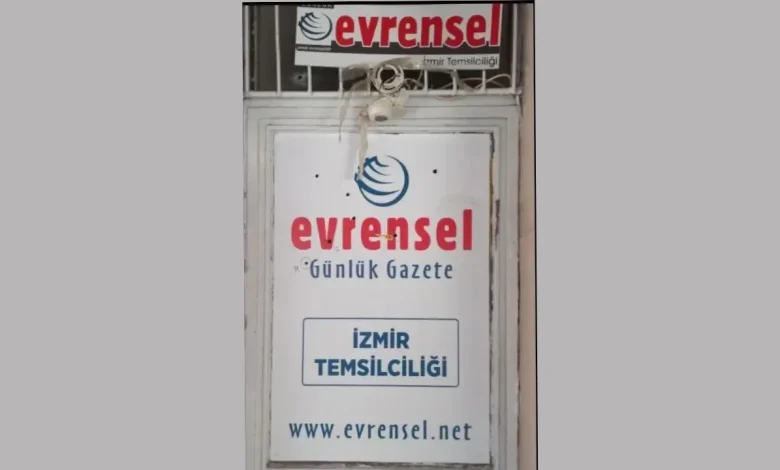 evrensel
İzmir Temsilciliği
evrensel
Günlük Gazete
İZMİR
TEMSİLCİLİĞİ
www.evrensel.net